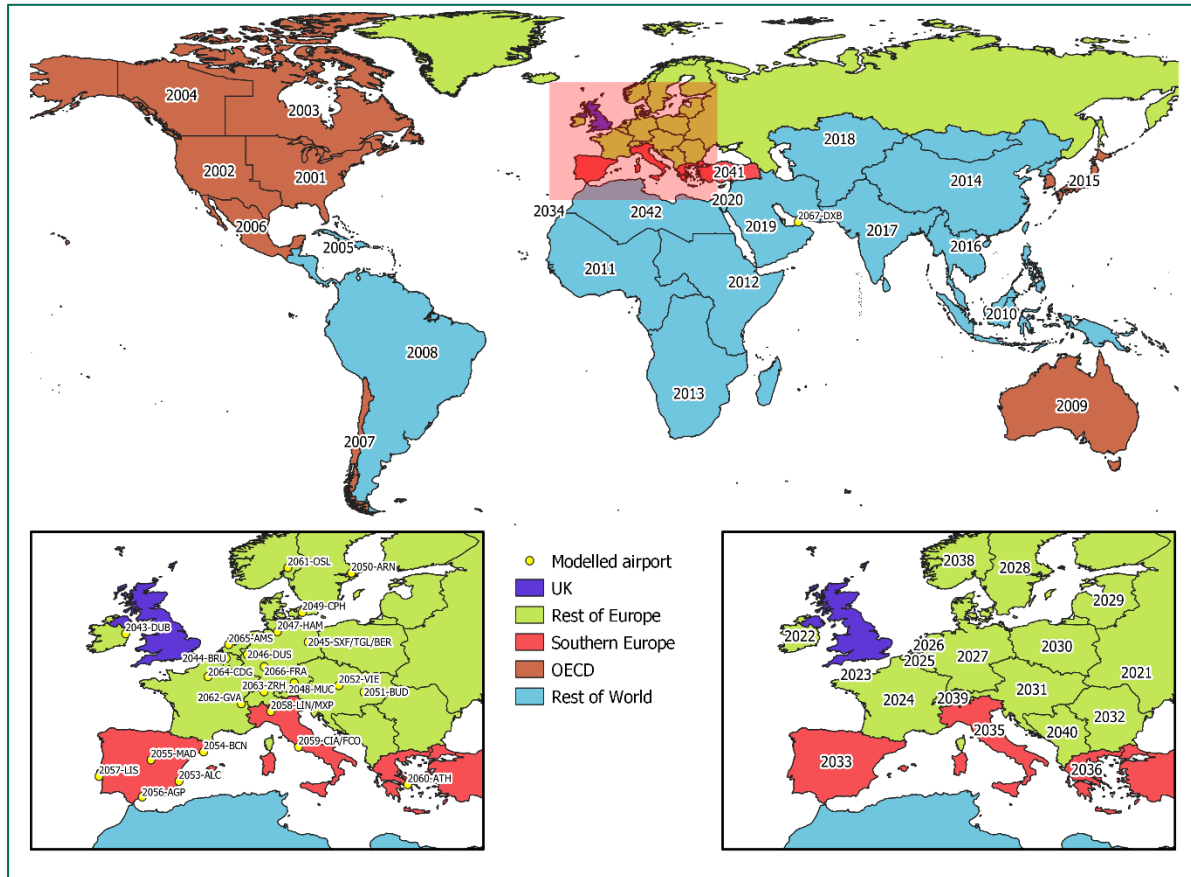 2004
2003
2002
2001
2006
2005
2008
2007
2041
2020
2034
2042
2019
2067-DXB
2011
2012
2013
2018
2014
2015
2017
2016
2010
2009
2061-OSL
2050-ARN
2049-CPH
2043-DUB
2047-HAM
2065-AMS
2045-SXF/TGL/BER
2044-BRU
2046-DUS
2064-CDG
2066-FRA
2063-ZRH
2048-MUC
2052-VIE
2051-BUD
2062-GVA
2058-LIN/MXP
2054-BCN
2055-MAD
2059-CIA/FCO
2057-LIS
2053-ALC
2060-ATH
2056-AGP
Modelled airport
UK
Rest of Europe
Southern Europe
OECD
Rest of World
2038
2028
2029
2022
2026
2025
2027
2030
2023
2021
2024
2039
2031
2032
2035
2040
2033
2036